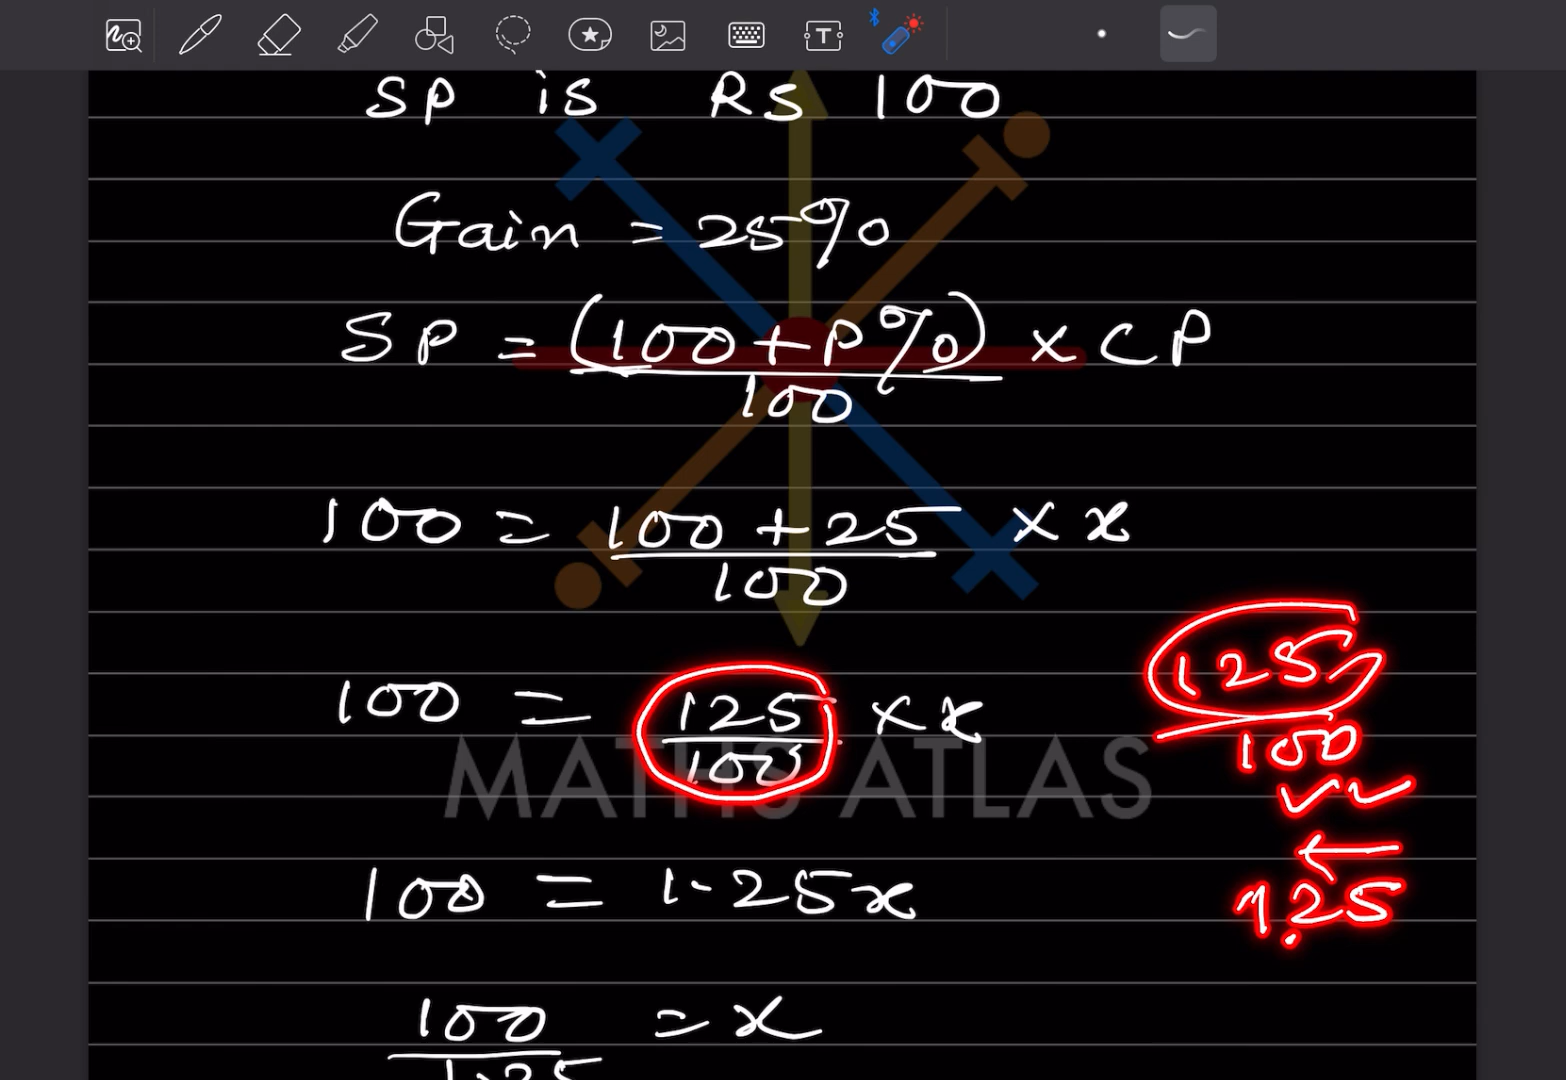 SP is RS 100
Gain = 25%
SP = (100 + P%) × CP
100
100 = 100 + 25 × x
100
100 = 125 × x
100
125
100
MATHS ATLAS
100 = 1.25x
1.25
100 = x
1.25